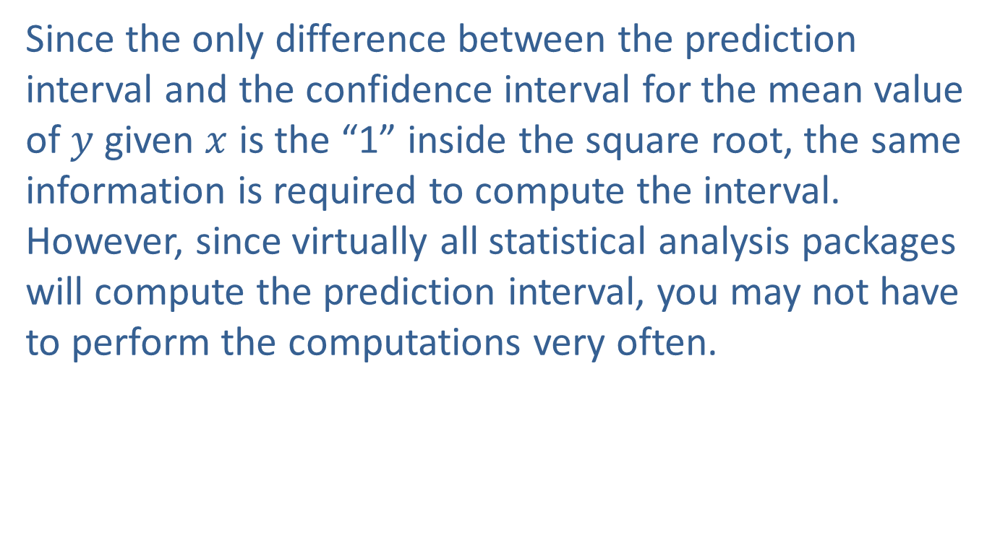 Since the only difference between the prediction
interval and the confidence interval for the mean value
of 𝑦 given 𝑥 is the “1” inside the square root, the same
information is required to compute the interval.
However, since virtually all statistical analysis packages
will compute the prediction interval, you may not have
to perform the computations very often.